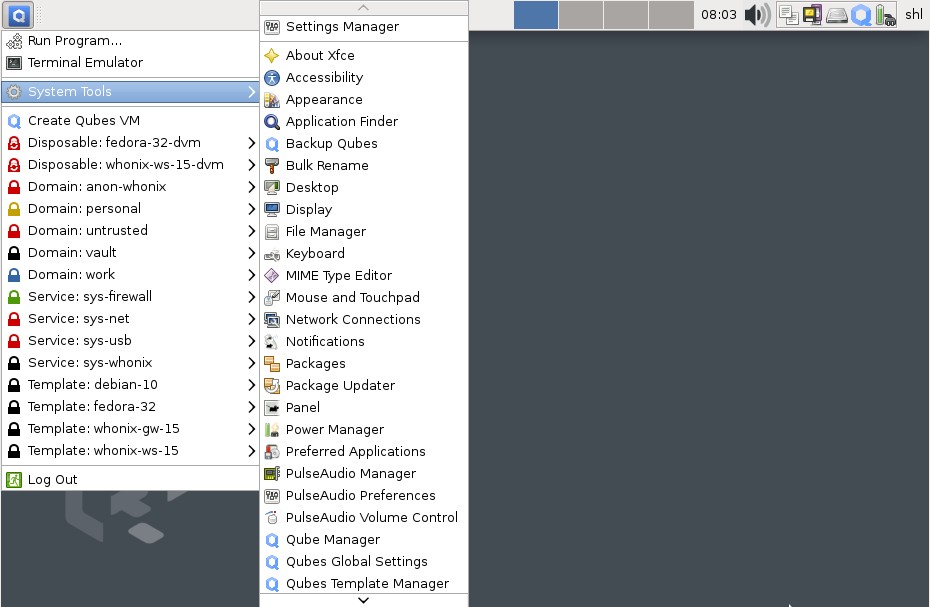 08:03
shl
Run Program...
Terminal Emulator
System Tools
Create Qubes VM
Disposable: fedora-32-dvm
Disposable: whonix-ws-15-dvm
Domain: anon-whonix
Domain: personal
Domain: untrusted
Domain: vault
Domain: work
Service: sys-firewall
Service: sys-net
Service: sys-usb
Service: sys-whonix
Template: debian-10
Template: fedora-32
Template: whonix-gw-15
Template: whonix-ws-15
Log Out
Settings Manager
About Xfce
Accessibility
Appearance
Application Finder
Backup Qubes
Bulk Rename
Desktop
Display
File Manager
Keyboard
MIME Type Editor
Mouse and Touchpad
Network Connections
Notifications
Packages
Package Updater
Panel
Power Manager
Preferred Applications
PulseAudio Manager
PulseAudio Preferences
PulseAudio Volume Control
Qube Manager
Qubes Global Settings
Qubes Template Manager